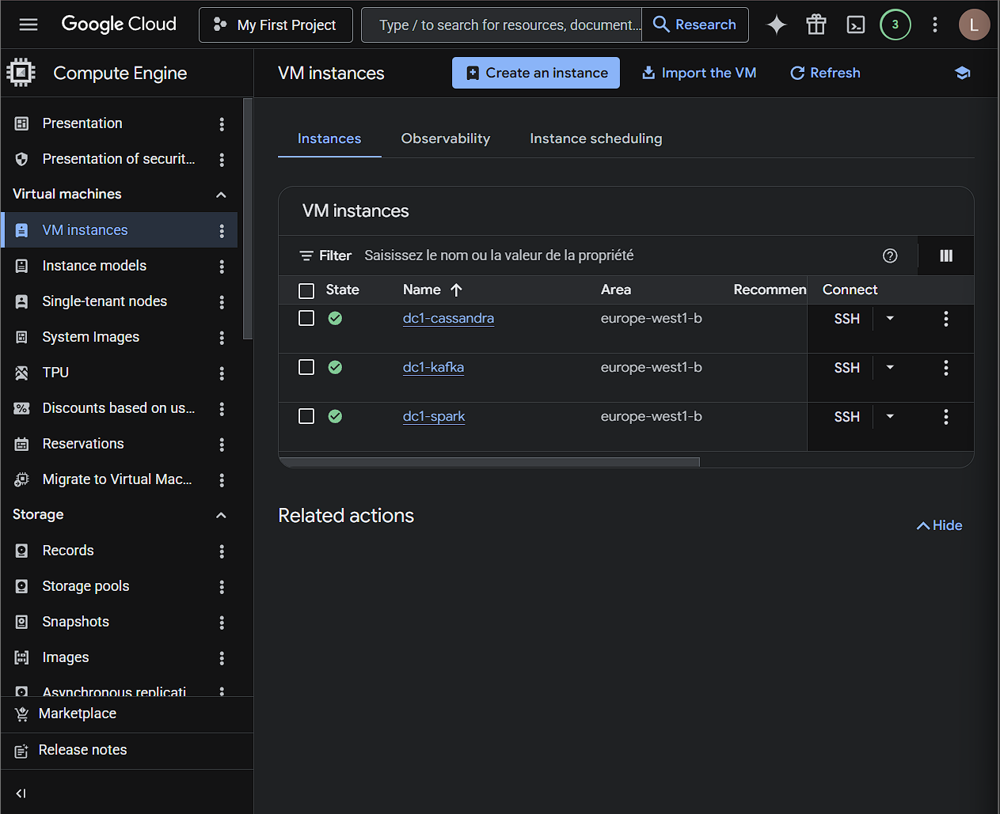 Google Cloud
My First Project
Type / to search for resources, document...
Research
3
L
Compute Engine
VM instances
Create an instance
Import the VM
Refresh
Presentation
Presentation of securit...
Virtual machines
VM instances
Instance models
Single-tenant nodes
System Images
TPU
Discounts based on us...
Reservations
Migrate to Virtual Mac...
Storage
Records
Storage pools
Snapshots
Images
Asynchronous replicati
Marketplace
Release notes
Instances
Observability
Instance scheduling
VM instances
Filter Saisissez le nom ou la valeur de la propriété
State Name Area Recommen Connect
dc1-cassandra europe-west1-b SSH
dc1-kafka europe-west1-b SSH
dc1-spark europe-west1-b SSH
Related actions
Hide